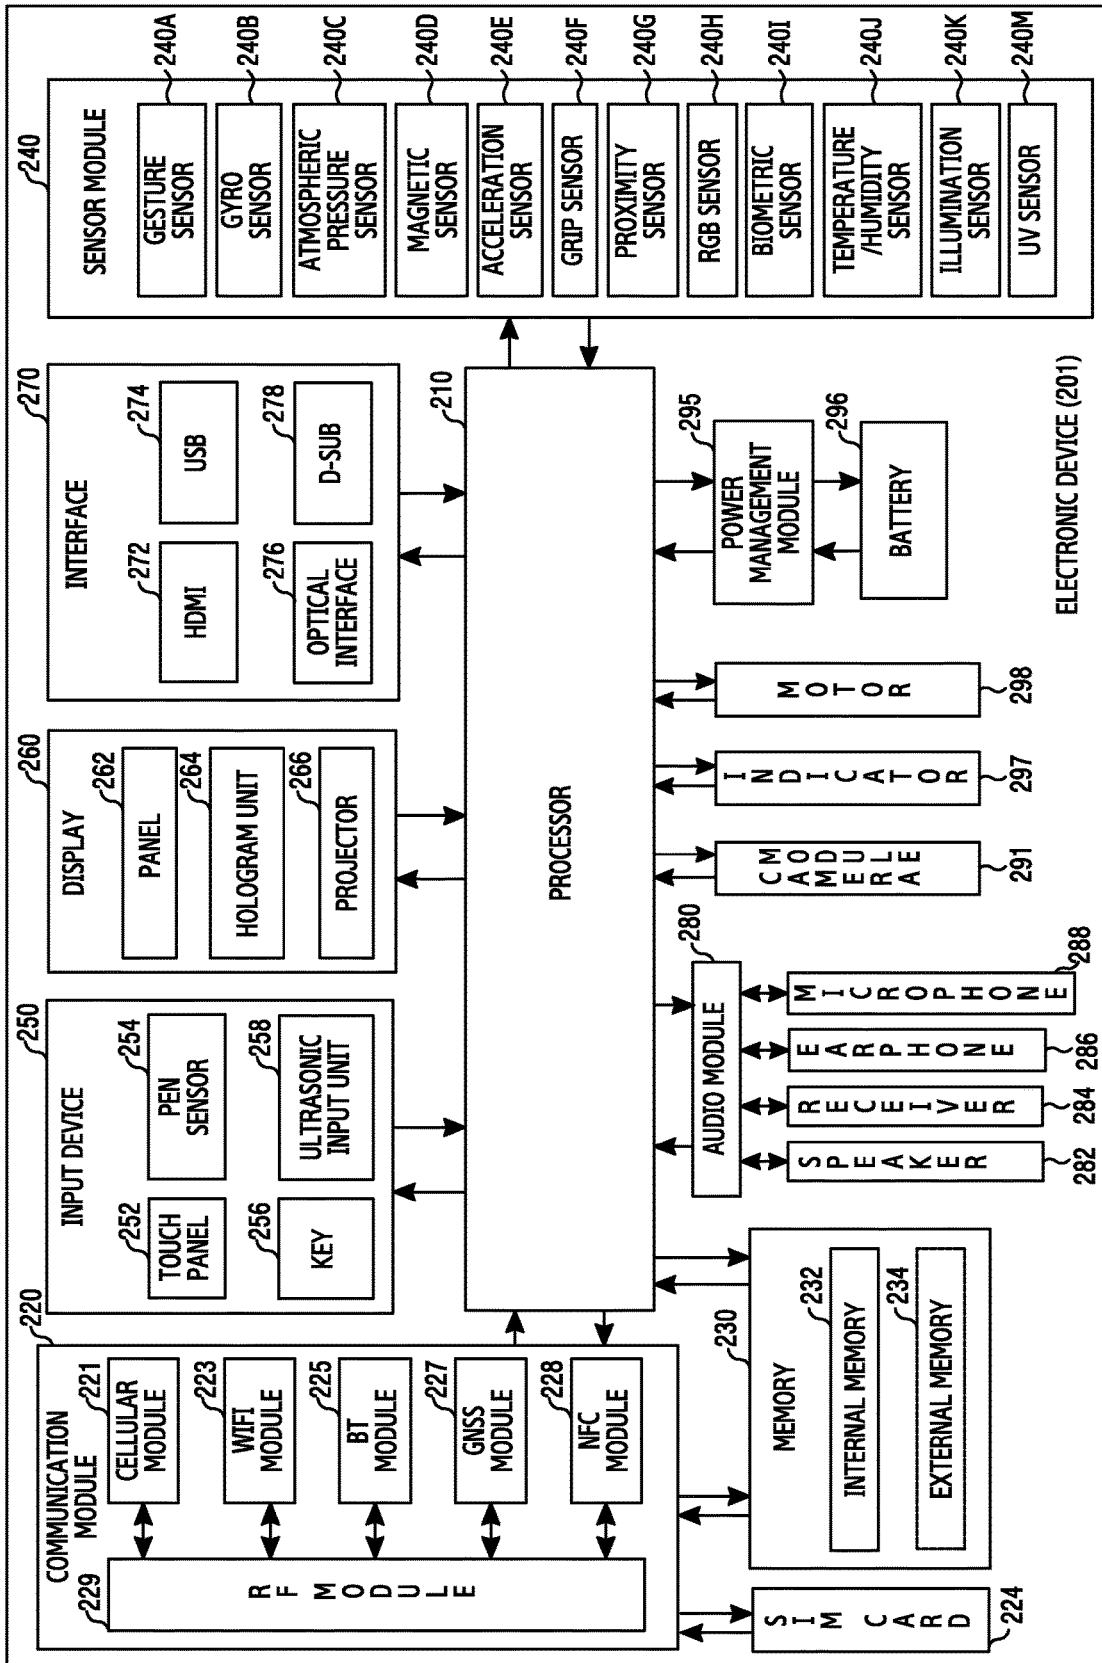 COMMUNICATION
MODULE
220
229
RF MODULE
221
CELLULAR
MODULE
223
WIFI
MODULE
225
BT
MODULE
227
GNSS
MODULE
228
NFC
MODULE
INPUT DEVICE
250
252
TOUCH
PANEL
254
PEN
SENSOR
256
KEY
258
ULTRASONIC
INPUT UNIT
DISPLAY
260
262
PANEL
264
HOLOGRAM UNIT
266
PROJECTOR
INTERFACE
270
272
HDMI
274
USB
276
OPTICAL
INTERFACE
278
D-SUB
SENSOR MODULE
240
GESTURE
SENSOR
240A
GYRO
SENSOR
240B
ATMOSPHERIC
PRESSURE
SENSOR
240C
MAGNETIC
SENSOR
240D
ACCELERATION
SENSOR
240E
GRIP SENSOR
240F
PROXIMITY
SENSOR
240G
RGB SENSOR
240H
BIOMETRIC
SENSOR
240I
TEMPERATURE
/HUMIDITY
SENSOR
240J
ILLUMINATION
SENSOR
240K
UV SENSOR
240M
PROCESSOR
210
SIM CARD
224
230
MEMORY
232
INTERNAL MEMORY
234
EXTERNAL MEMORY
280
AUDIO MODULE
SPEAKER
282
RECEIVER
284
EARPHONE
286
MICROPHONE
288
CAMERA
MODULE
291
INDICATOR
297
MOTOR
298
295
POWER
MANAGEMENT
MODULE
296
BATTERY
ELECTRONIC DEVICE (201)